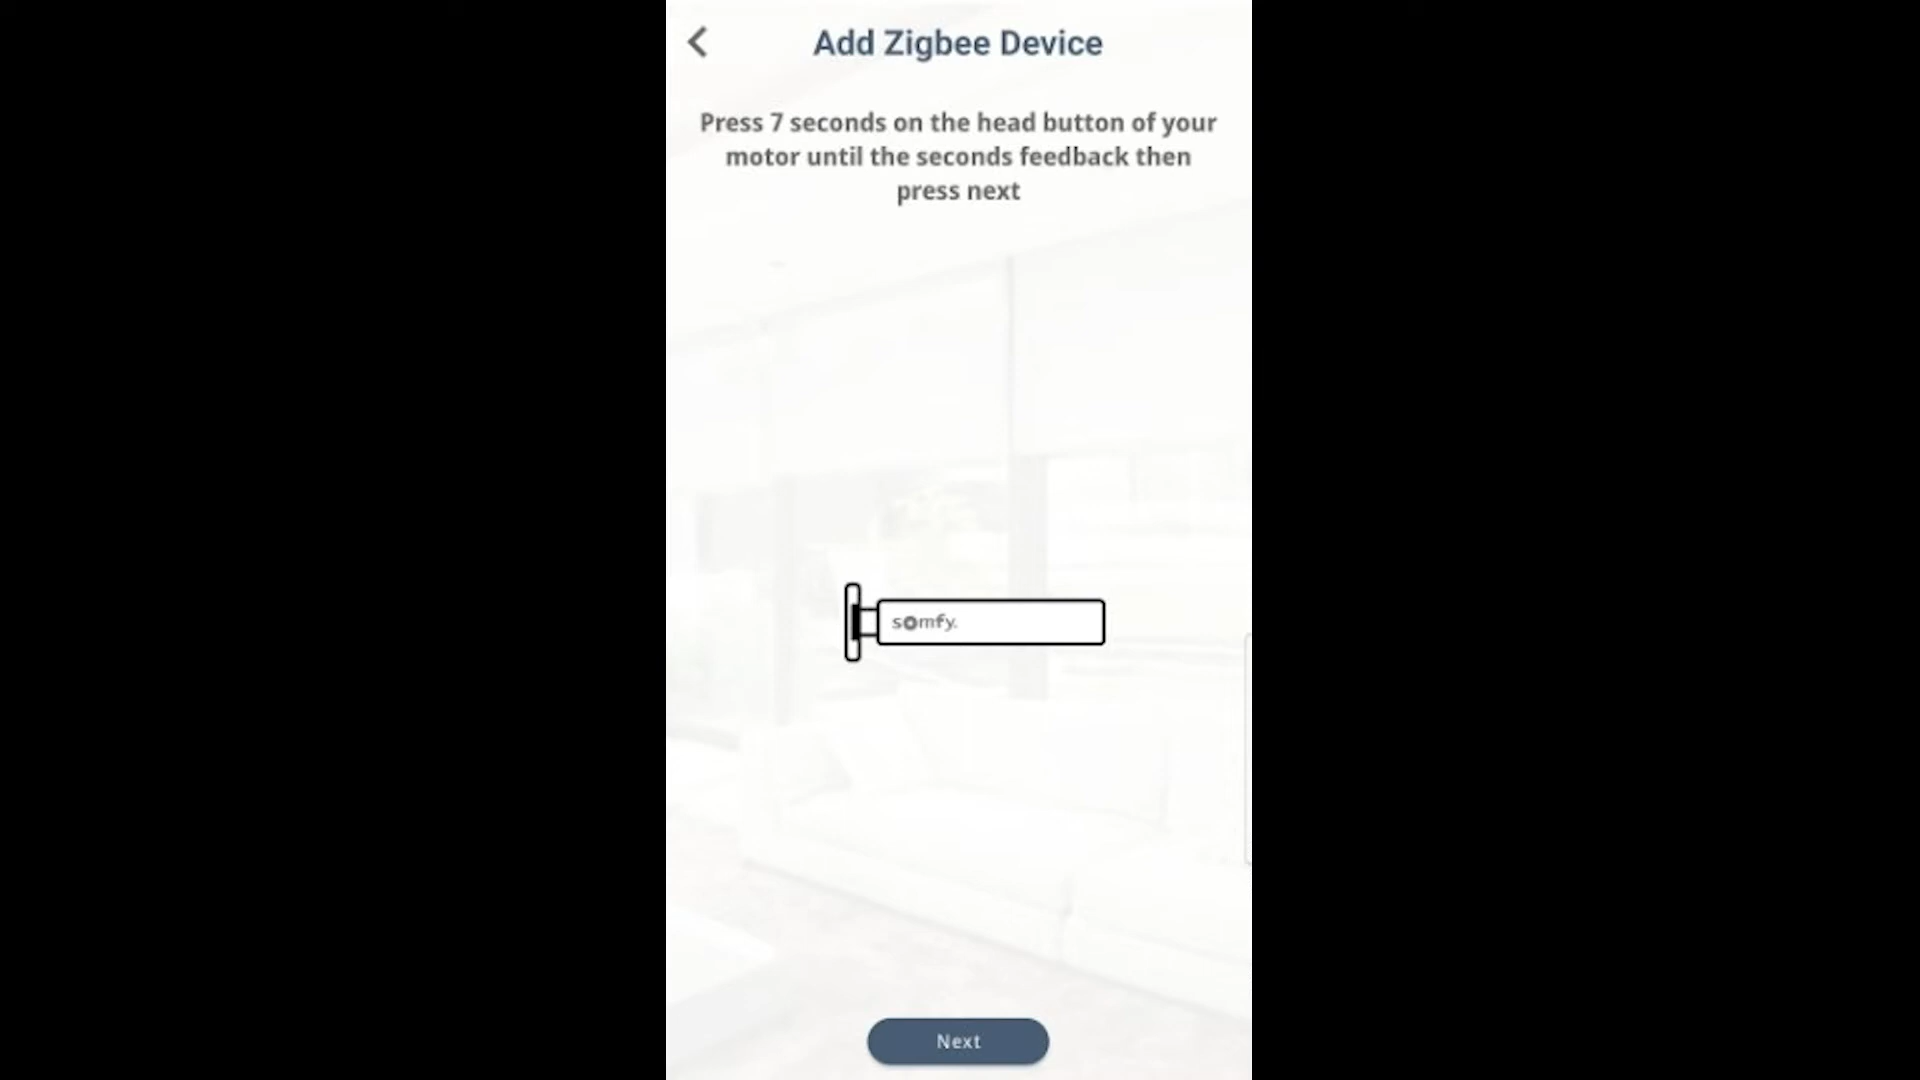 Add Zigbee Device
Press 7 seconds on the head button of your
motor until the seconds feedback then
press next
somfy.
Next